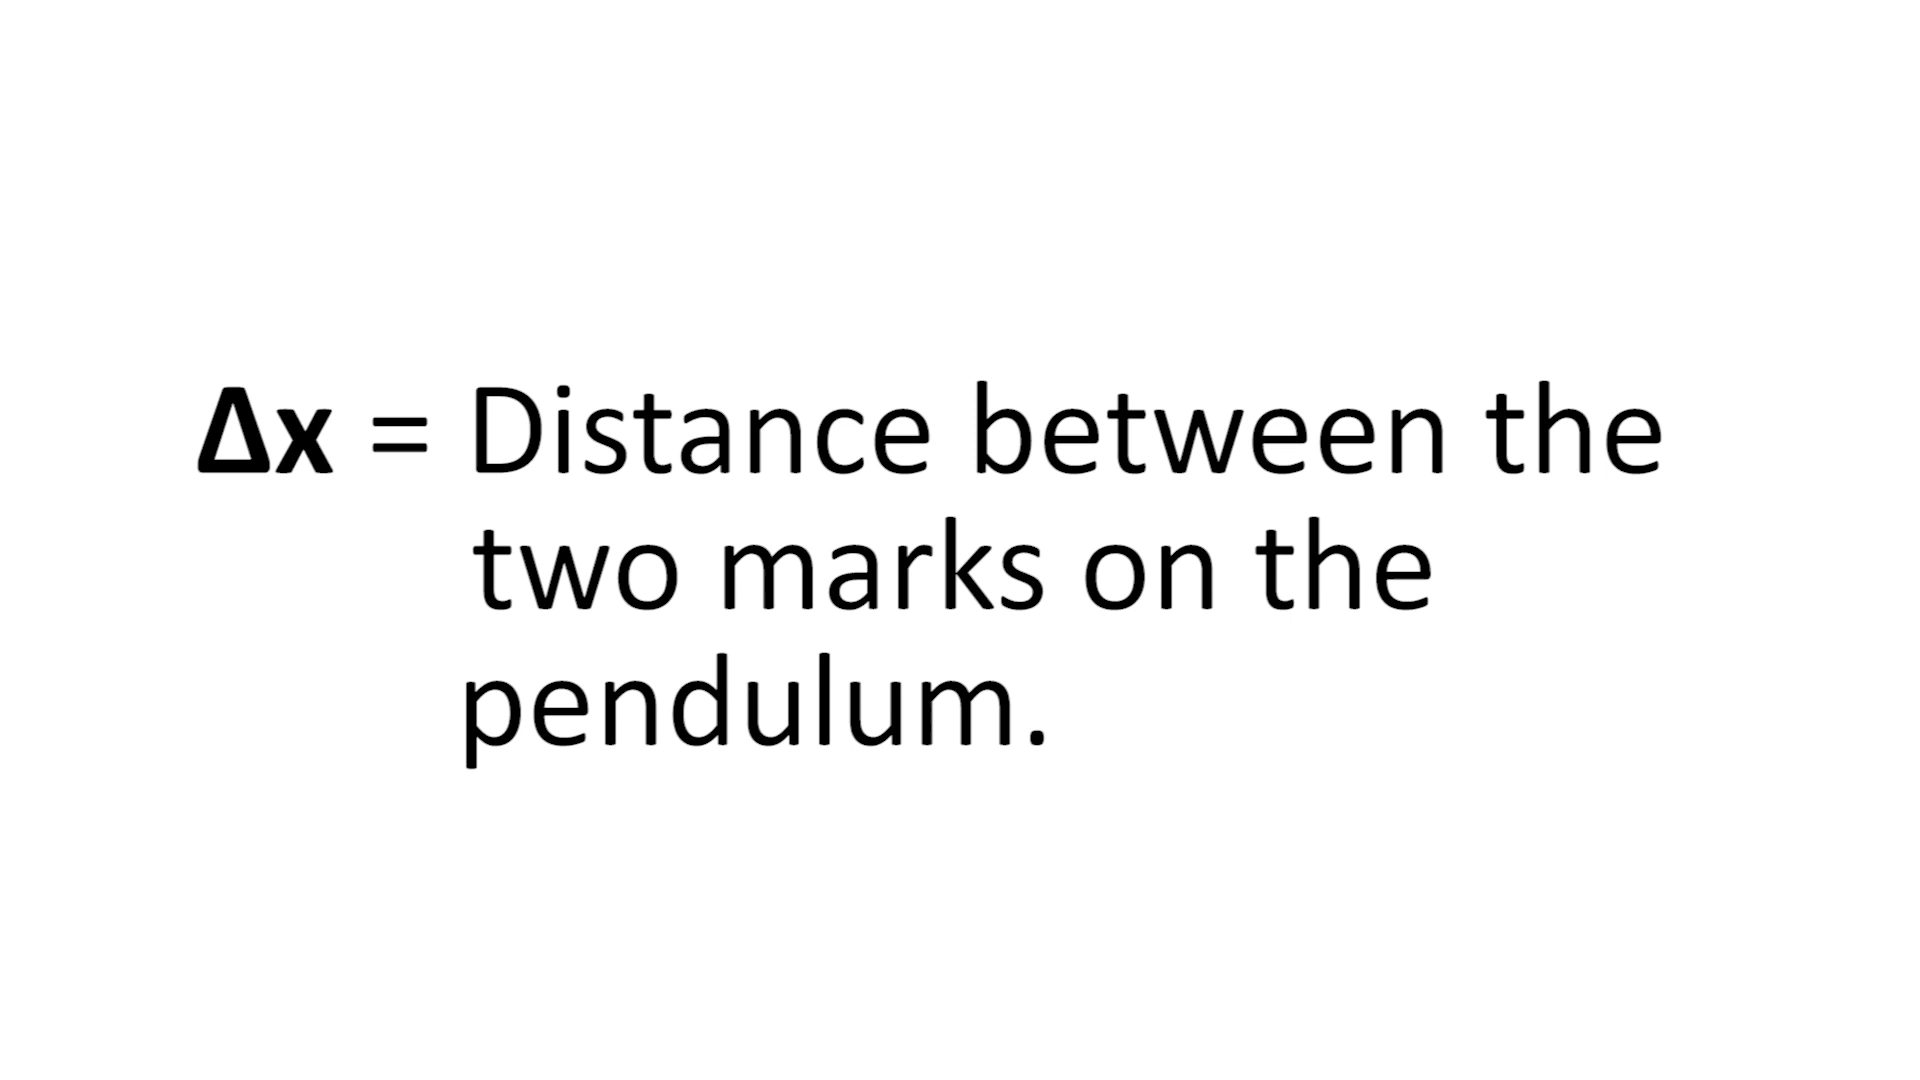 Δx = Distance between the
two marks on the
pendulum.